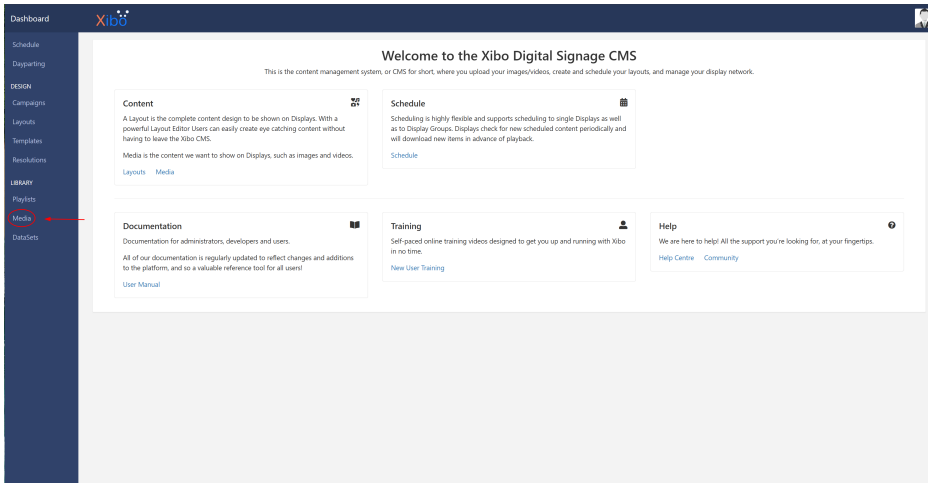 Dashboard
Xibo
Schedule
Dayparting
DESIGN
Campaigns
Layouts
Templates
Resolutions
LIBRARY
Playlists
Media
DataSets
Welcome to the Xibo Digital Signage CMS
This is the content management system, or CMS for short, where you upload your images/videos, create and schedule your layouts, and manage your display network.
Content
A Layout is the complete content design to be shown on Displays. With a
powerful Layout Editor Users can easily create eye catching content without
having to leave the Xibo CMS.
Media is the content we want to show on Displays, such as images and videos.
Layouts Media
Schedule
Scheduling is highly flexible and supports scheduling to single Displays as well
as to Display Groups. Displays check for new scheduled content periodically and
will download new items in advance of playback.
Schedule
Documentation
Documentation for administrators, developers and users.
All of our documentation is regularly updated to reflect changes and additions
to the platform, and so a valuable reference tool for all users!
User Manual
Training
Self-paced online training videos designed to get you up and running with Xibo
in no time.
New User Training
Help
We are here to help! All the support you're looking for, at your fingertips.
Help Centre Community